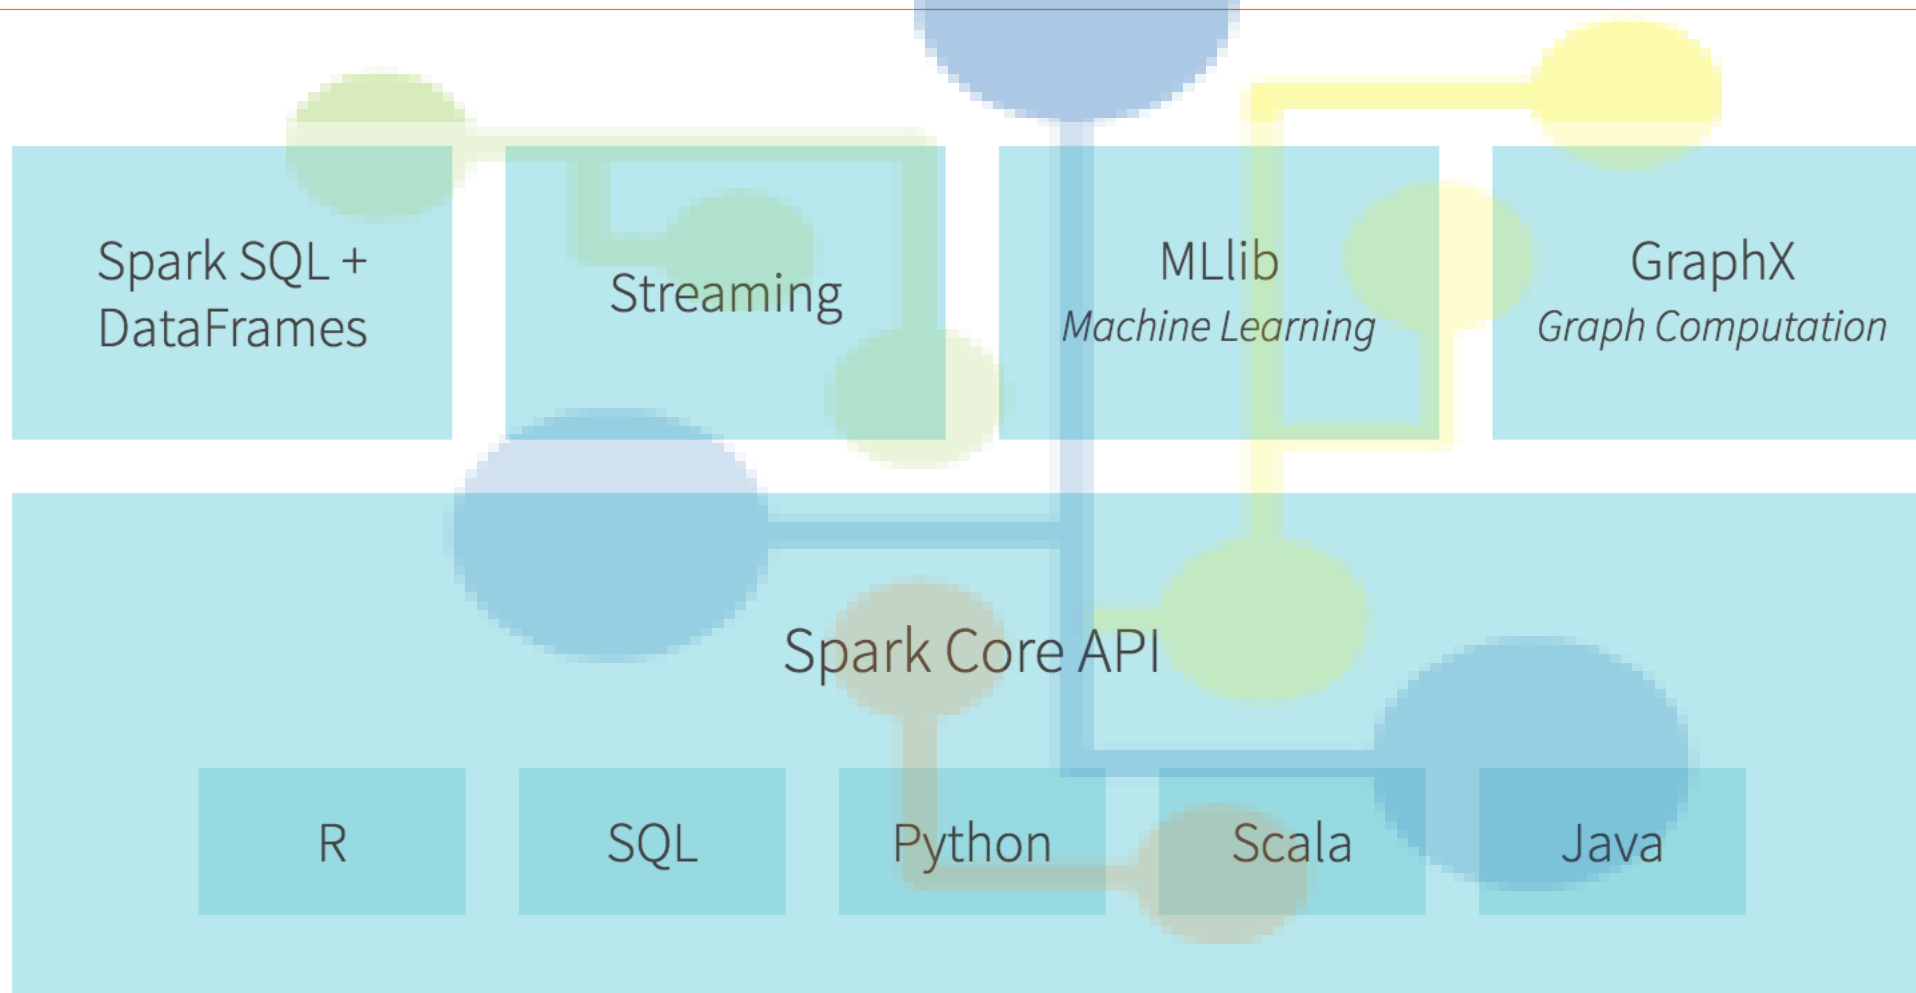 Spark SQL +
DataFrames
Streaming
MLlib
Machine Learning
GraphX
Graph Computation
Spark Core API
R
SQL
Python
Scala
Java